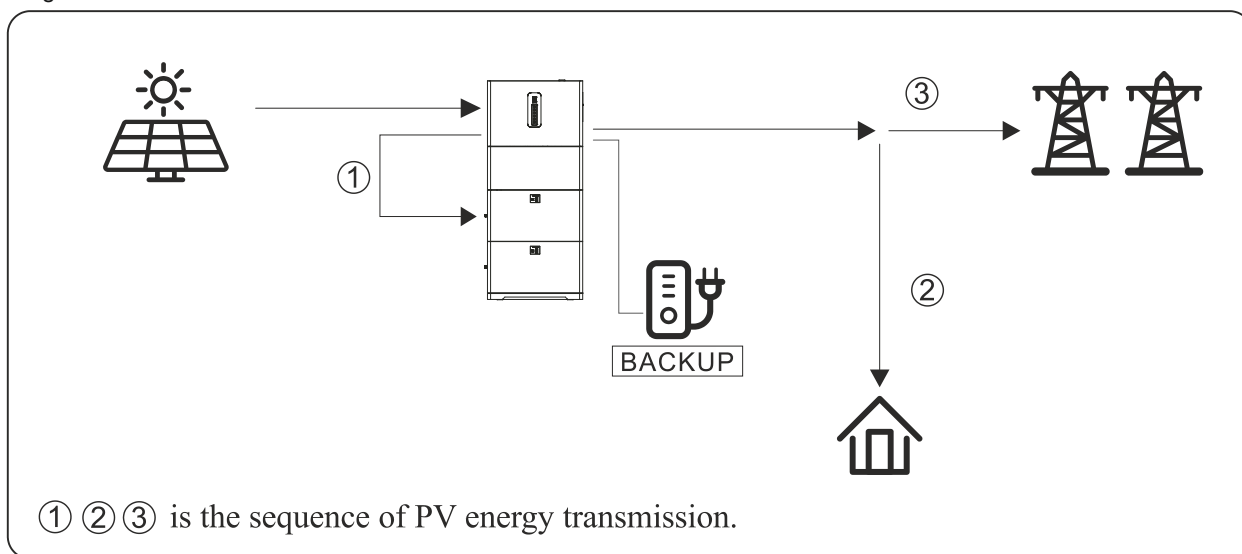 ③
①
②
BACKUP
① ② ③ is the sequence of PV energy transmission.